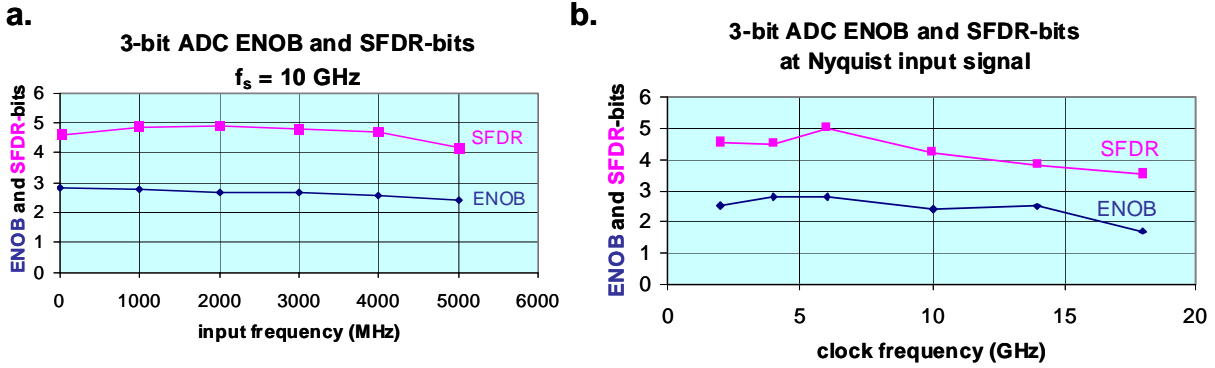 a.
3-bit ADC ENOB and SFDR-bits
fs = 10 GHz
ENOB and SFDR-bits
6
5
4
3
2
1
0
SFDR
ENOB
0 1000 2000 3000 4000 5000 6000
input frequency (MHz)
b.
3-bit ADC ENOB and SFDR-bits
at Nyquist input signal
ENOB and SFDR-bits
6
5
4
3
2
1
0
SFDR
ENOB
0 5 10 15 20
clock frequency (GHz)